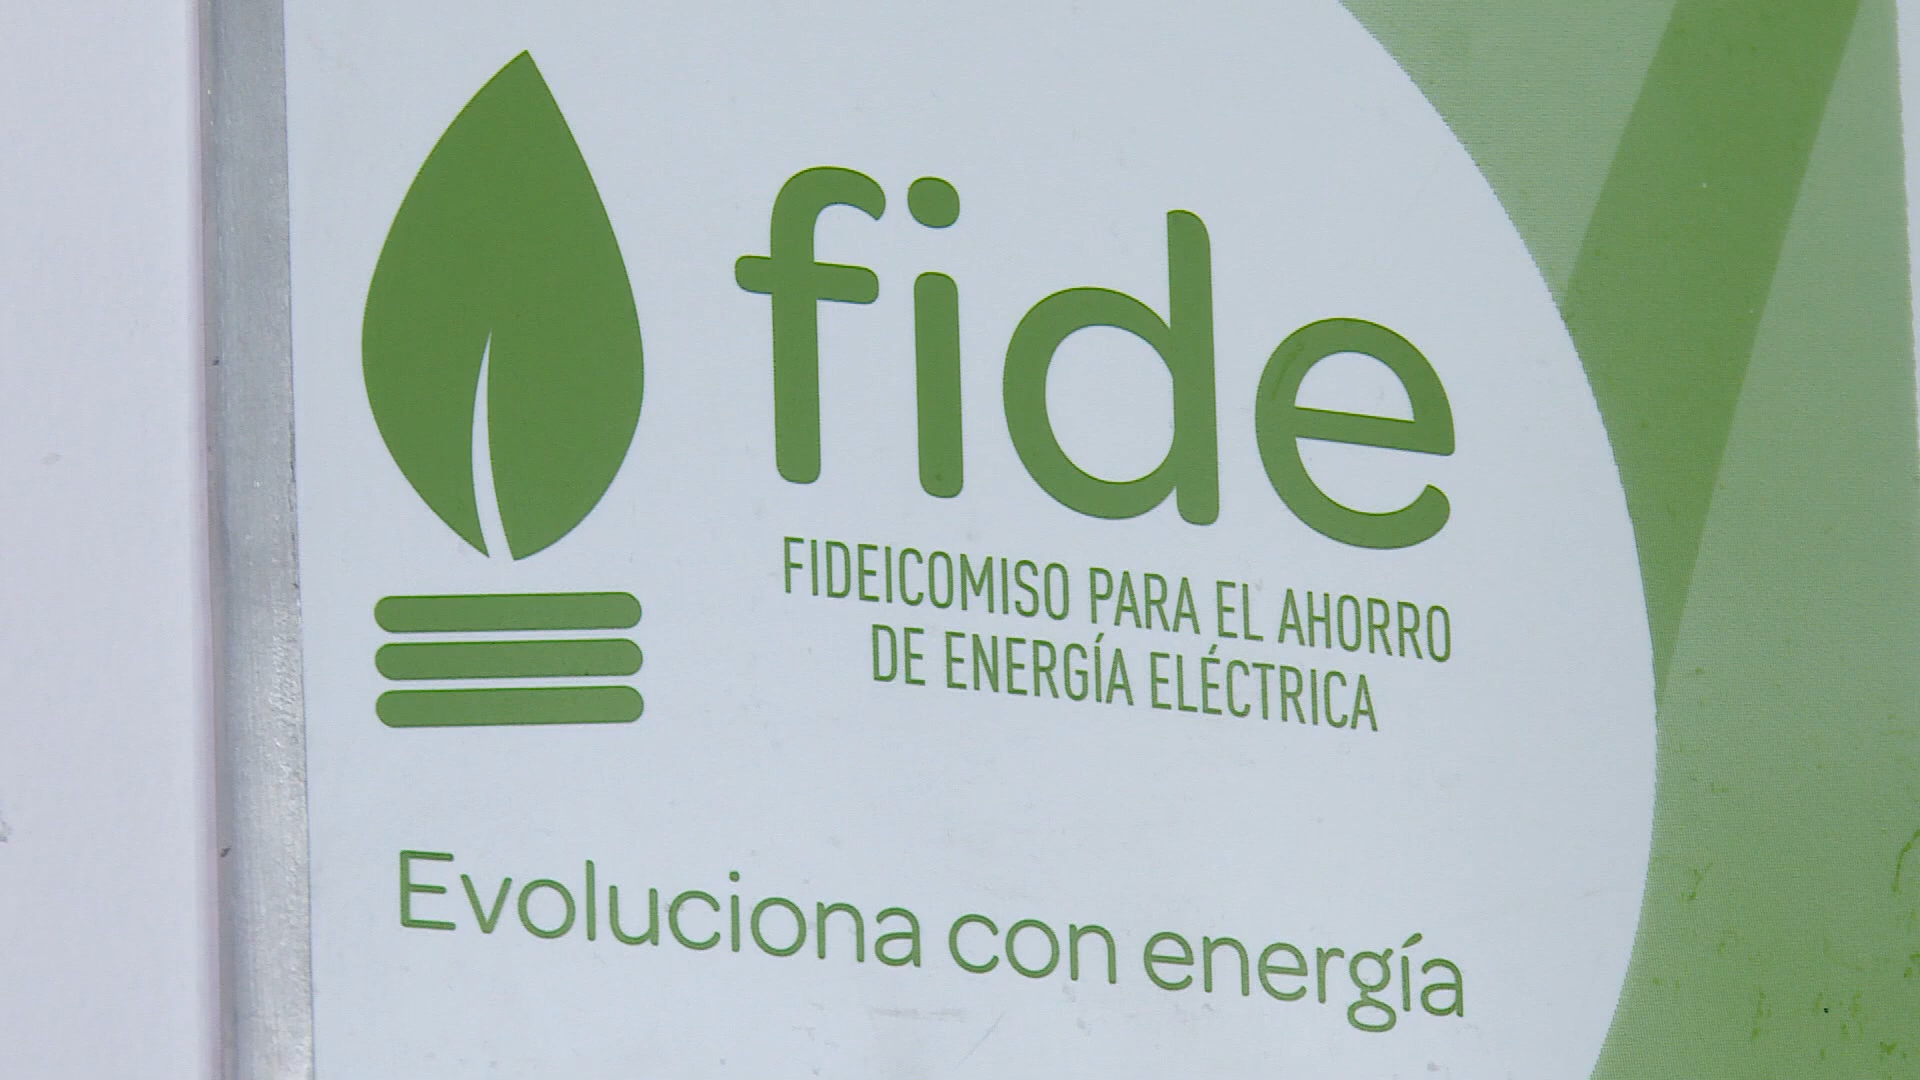 fide
FIDEICOMISO PARA EL AHORRO
DE ENERGÍA ELÉCTRICA
Evoluciona con energía